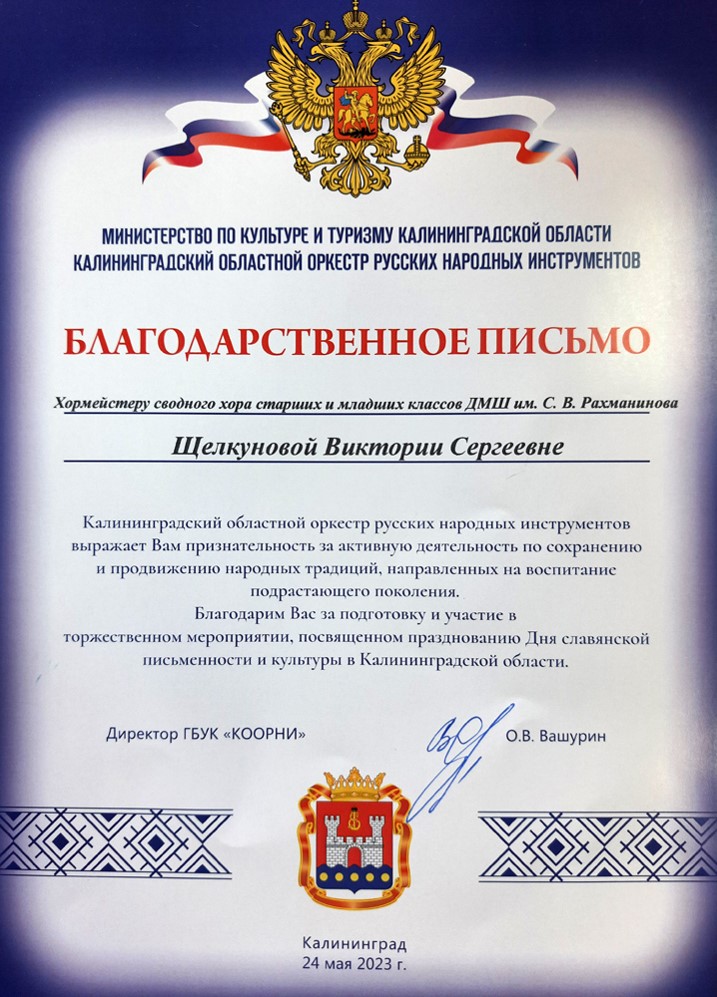 МИНИСТЕРСТВО ПО КУЛЬТУРЕ И ТУРИЗМУ КАЛИНИНГРАДСКОЙ ОБЛАСТИ
КАЛИНИНГРАДСКИЙ ОБЛАСТНОЙ ОРКЕСТР РУССКИХ НАРОДНЫХ ИНСТРУМЕНТОВ
БЛАГОДАРСТВЕННОЕ ПИСЬМО
Хормейстеру сводного хора старших и младших классов ДМШ им. С. В. Рахманинова
Щелкуновой Виктории Сергеевне
Калининградский областной оркестр русских народных инструментов
выражает Вам признательность за активную деятельность по сохранению
и продвижению народных традиций, направленных на воспитание
подрастающего поколения.
Благодарим Вас за подготовку и участие в
торжественном мероприятии, посвященном празднованию Дня славянской
письменности и культуры в Калининградской области.
Директор ГБУК «КООРНИ» О.В. Вашурин
Калининград
24 мая 2023 г.